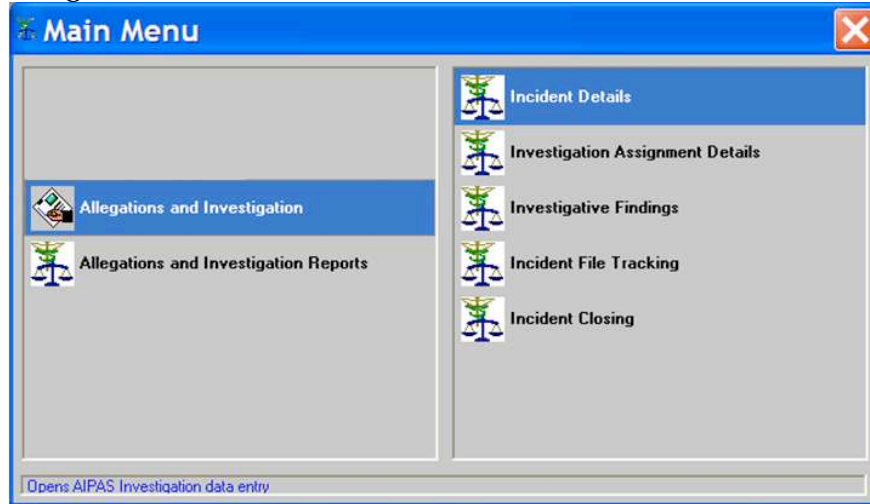 Main Menu
Allegations and Investigation
Allegations and Investigation Reports
Incident Details
Investigation Assignment Details
Investigative Findings
Incident File Tracking
Incident Closing
Opens AIPAS Investigation data entry